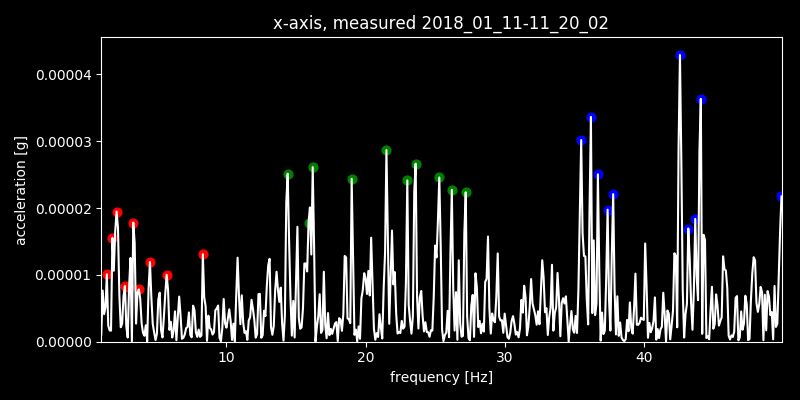 x-axis, measured 2018_01_11-11_20_02
0.00004
0.00003
0.00002
0.00001
0.00000
acceleration [g]
10 20 30 40
frequency [Hz]